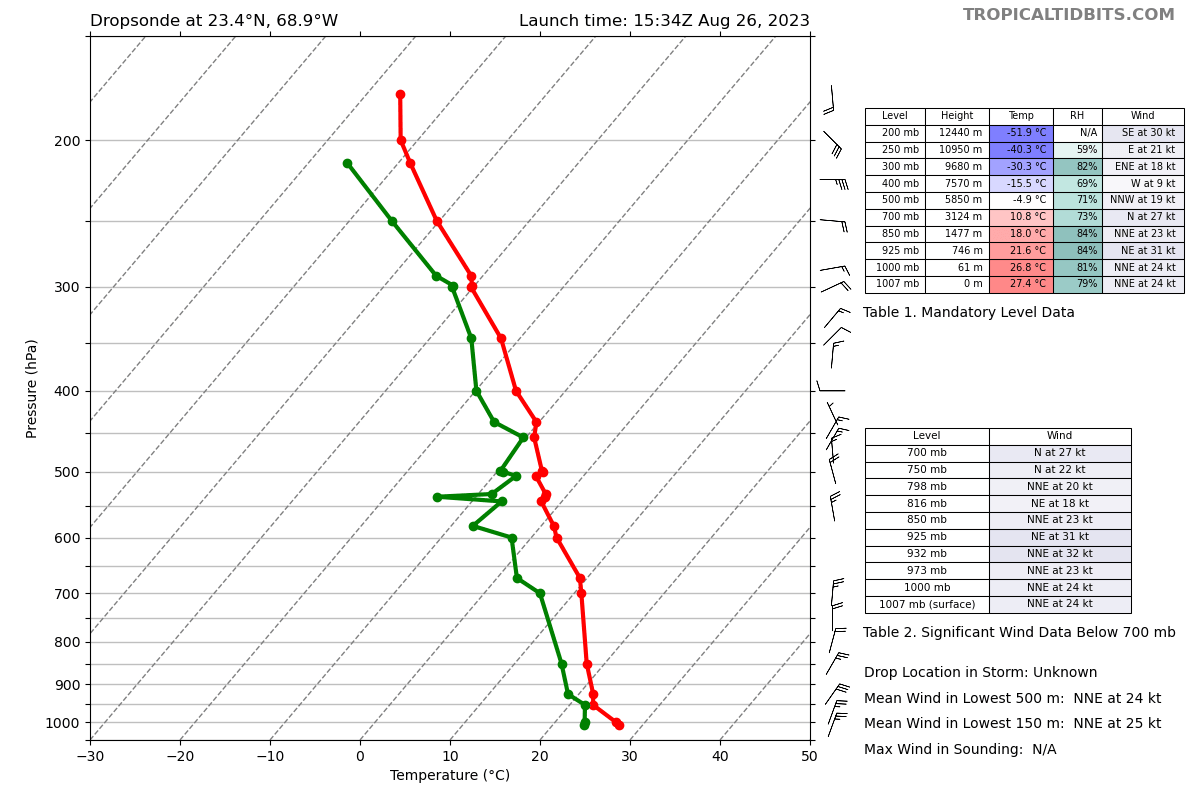 Dropsonde at 23.4°N, 68.9°W Launch time: 15:34Z Aug 26, 2023
TROPICALTIDBITS.COM
Pressure (hPa)
200
300
400
500
600
700
800
900
1000
−30 −20 −10 0 10 20 30 40 50
Temperature (°C)
Level Height Temp RH Wind
200 mb 12440 m -51.9 °C N/A SE at 30 kt
250 mb 10950 m -40.3 °C 59% E at 21 kt
300 mb 9680 m -30.3 °C 82% ENE at 18 kt
400 mb 7570 m -15.5 °C 69% W at 9 kt
500 mb 5850 m -4.9 °C 71% NNW at 19 kt
700 mb 3124 m 10.8 °C 73% N at 27 kt
850 mb 1477 m 18.0 °C 84% NNE at 23 kt
925 mb 746 m 21.6 °C 84% NE at 31 kt
1000 mb 61 m 26.8 °C 81% NNE at 24 kt
1007 mb 0 m 27.4 °C 79% NNE at 24 kt
Table 1. Mandatory Level Data
Level Wind
700 mb N at 27 kt
750 mb N at 22 kt
798 mb NNE at 20 kt
816 mb NE at 18 kt
850 mb NNE at 23 kt
925 mb NE at 31 kt
932 mb NNE at 32 kt
973 mb NNE at 23 kt
1000 mb NNE at 24 kt
1007 mb (surface) NNE at 24 kt
Table 2. Significant Wind Data Below 700 mb
Drop Location in Storm: Unknown
Mean Wind in Lowest 500 m: NNE at 24 kt
Mean Wind in Lowest 150 m: NNE at 25 kt
Max Wind in Sounding: N/A